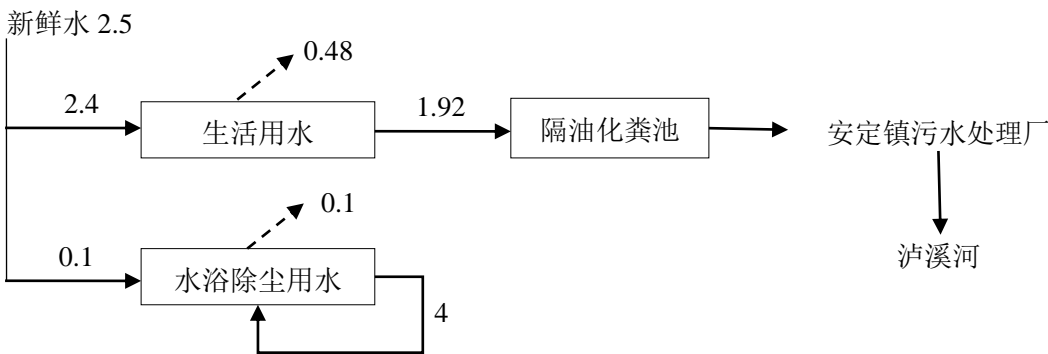 新鲜水 2.5
0.48
2.4
生活用水
1.92
隔油化粪池
安定镇污水处理厂
0.1
0.1
水浴除尘用水
泸溪河
4